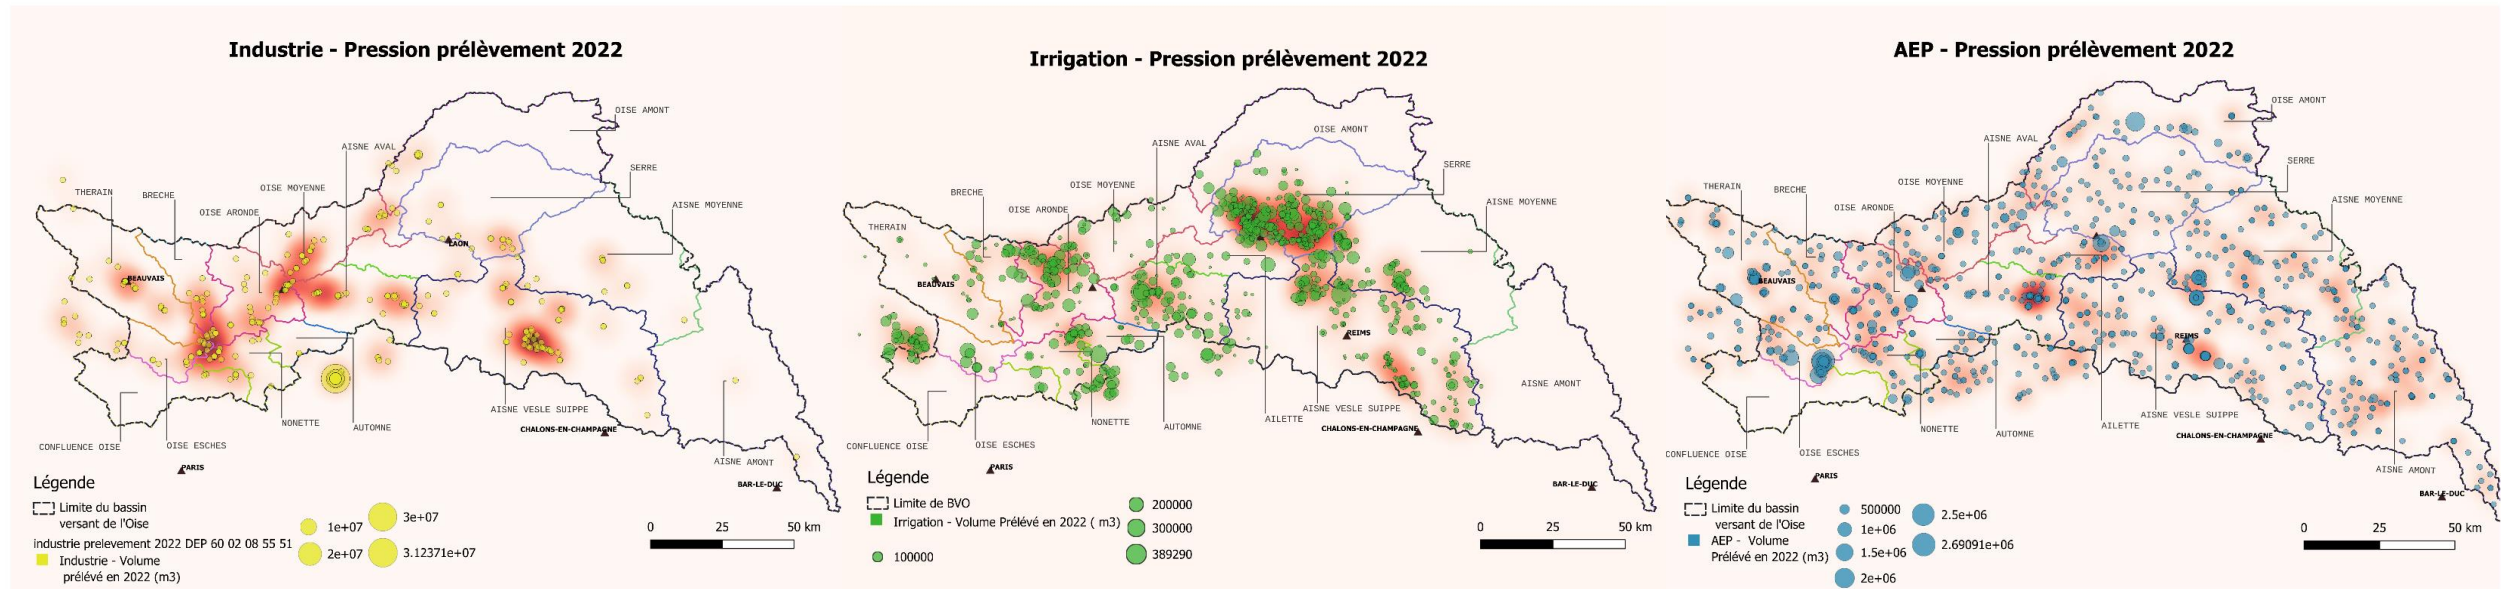 Industrie - Pression prélèvement 2022
OISE AMONT
AISNE AVAL
SERRE
THERAIN
BRECHE
OISE MOYENNE
OISE ARONDE
AISNE MOYENNE
LAON
BEAUVAIS
AISNE VESLE SUIPPE
NONETTE
AUTOMNE
CHALONS-EN-CHAMPAGNE
CONFLUENCE OISE
OISE ESCHES
AISNE AMONT
PARIS
BAR-LE-DUC
Légende
Limite du bassin
versant de l'Oise
industrie prelevement 2022 DEP 60 02 08 55 51
Industrie - Volume
prélévé en 2022 (m3)
1e+07
2e+07
3e+07
3.12371e+07
0 25 50 km
Irrigation - Pression prélèvement 2022
OISE AMONT
AISNE AVAL
SERRE
BRECHE
OISE MOYENNE
OISE ARONDE
AISNE MOYENNE
THERAIN
BEAUVAIS
REIMS
AISNE AMONT
AISNE VESLE SUIPPE
AILETTE
NONETTE
AUTOMNE
CHALONS-EN-CHAMPAGNE
CONFLUENCE OISE
OISE ESCHES
PARIS
BAR-LE-DUC
Légende
Limite de BVO
Irrigation - Volume Prélévé en 2022 ( m3)
100000
200000
300000
389290
0 25 50 km
AEP - Pression prélèvement 2022
OISE AMONT
AISNE AVAL
SERRE
THERAIN
BRECHE
OISE MOYENNE
OISE ARONDE
AISNE MOYENNE
BEAUVAIS
REIMS
AISNE VESLE SUIPPE
AILETTE
NONETTE
AUTOMNE
CHALONS-EN-CHAMPAGNE
CONFLUENCE OISE
OISE ESCHES
AISNE AMONT
PARIS
BAR-LE-DUC
Légende
Limite du bassin
versant de l'Oise
AEP - Volume
Prélévé en 2022 (m3)
500000
1e+06
1.5e+06
2e+06
2.5e+06
2.69091e+06
0 25 50 km